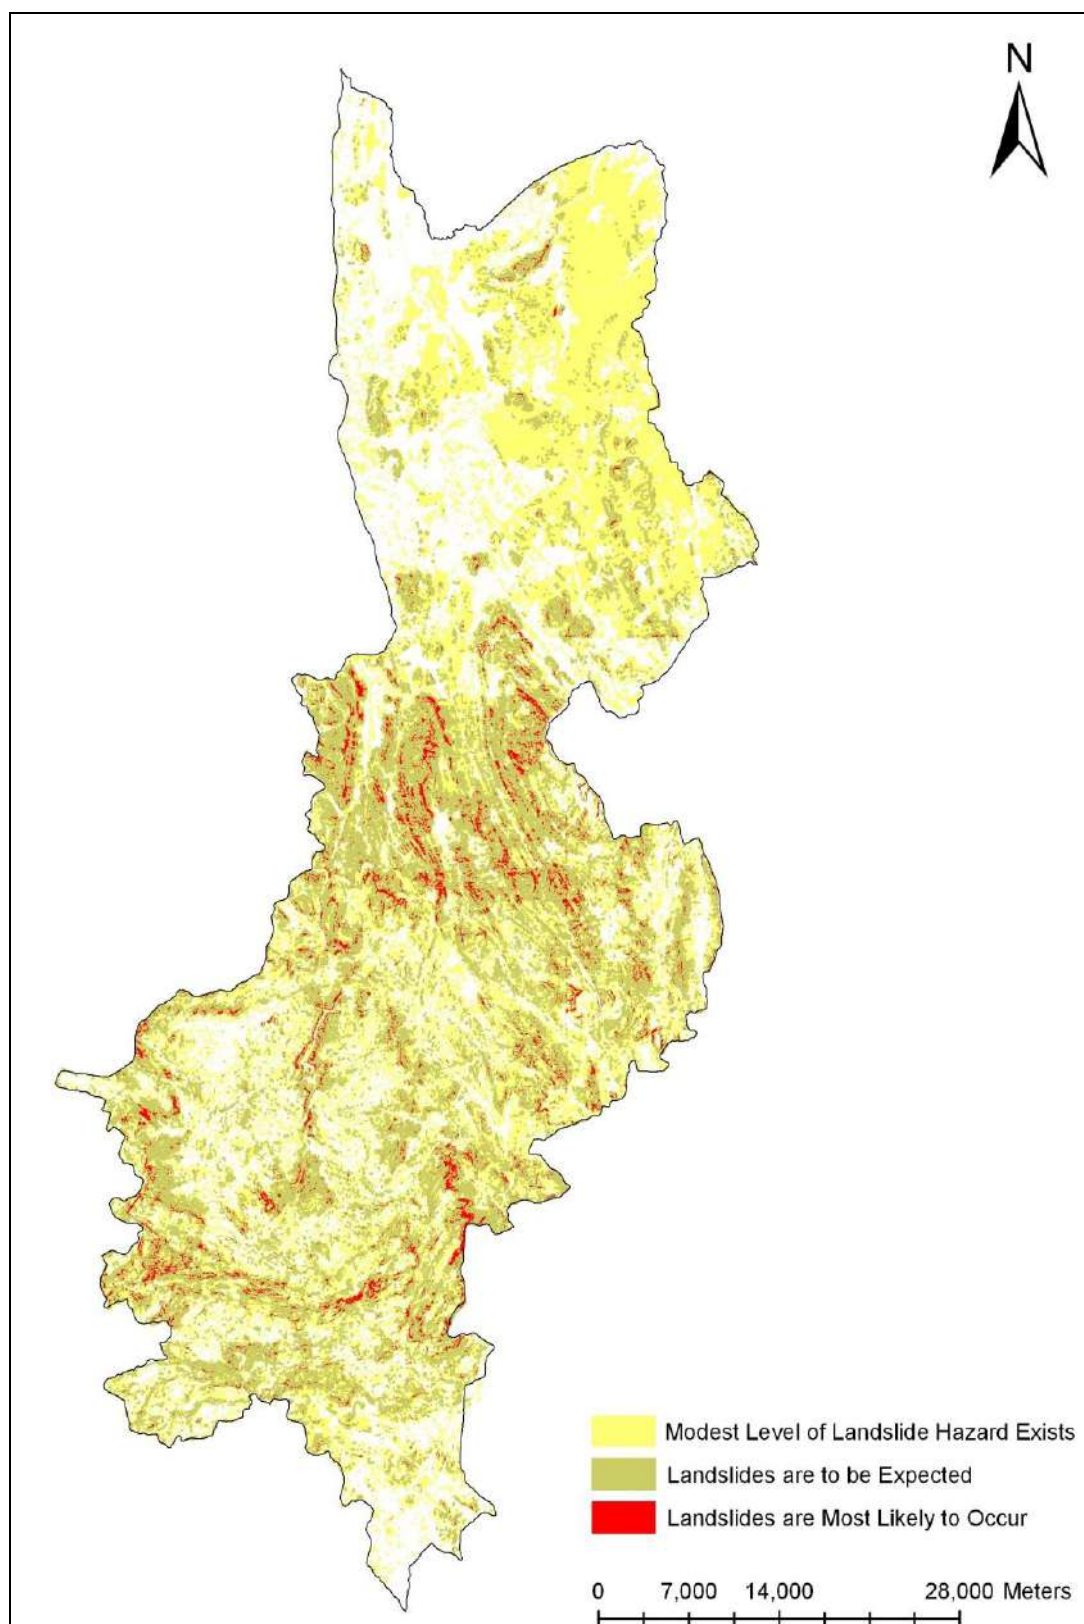 N
Modest Level of Landslide Hazard Exists
Landslides are to be Expected
Landslides are Most Likely to Occur
0 7,000 14,000 28,000 Meters